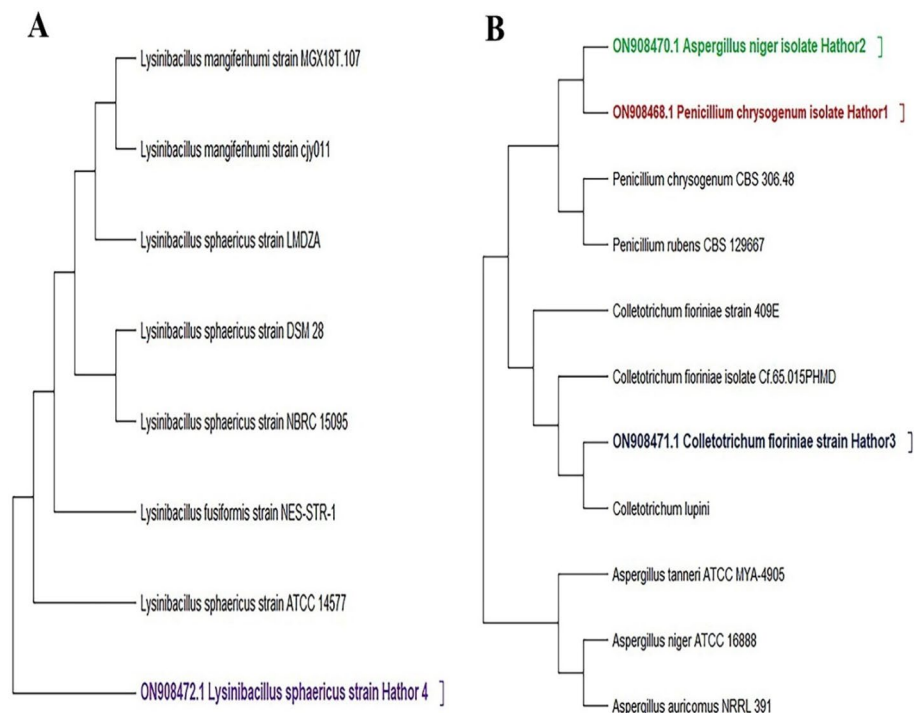 A
Lysinibacillus mangiferihumi strain MGX18T.107
Lysinibacillus mangiferihumi strain cjy011
Lysinibacillus sphaericus strain LMDZA
Lysinibacillus sphaericus strain DSM 28
Lysinibacillus sphaericus strain NBRC 15095
Lysinibacillus fusiformis strain NES-STR-1
Lysinibacillus sphaericus strain ATCC 14577
ON908472.1 Lysinibacillus sphaericus strain Hathor 4
B
ON908470.1 Aspergillus niger isolate Hathor2
ON908468.1 Penicillium chrysogenum isolate Hathor1
Penicillium chrysogenum CBS 306.48
Penicillium rubens CBS 129667
Colletotrichum fioriniae strain 409E
Colletotrichum fioriniae isolate Cf.65.015PHMD
ON908471.1 Colletotrichum fioriniae strain Hathor3
Colletotrichum lupini
Aspergillus tanneri ATCC MYA-4905
Aspergillus niger ATCC 16888
Aspergillus auricomus NRRL 391